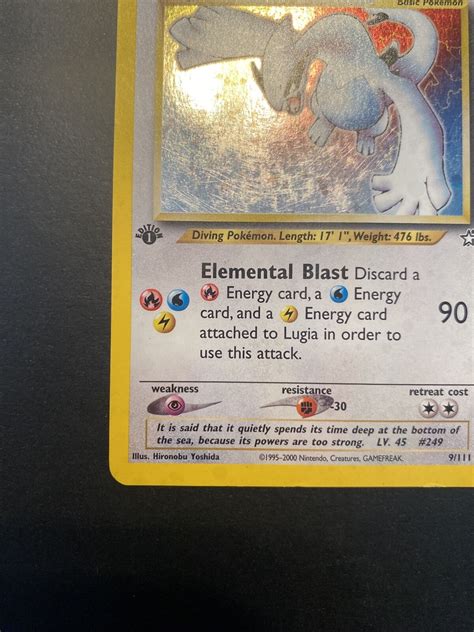 Basic Pokémon
EDITION
1
Diving Pokémon. Length: 17' 1", Weight: 476 lbs.
Elemental Blast Discard a
Energy card, a Energy
card, and a Energy card
attached to Lugia in order to
use this attack.
90
weakness resistance retreat cost
-30
It is said that it quietly spends its time deep at the bottom of
the sea, because its powers are too strong. LV. 45 #249
Illus. Hironobu Yoshida ©1995-2000 Nintendo, Creatures, GAMEFREAK. 9/111